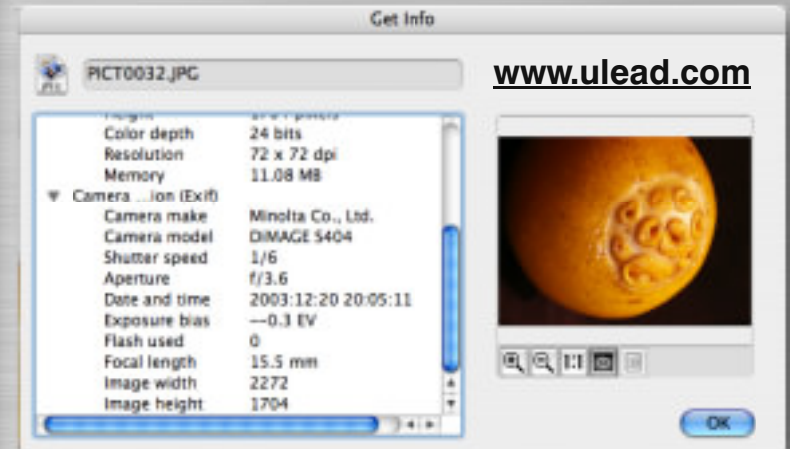 Get Info
PICT0032.JPG
www.ulead.com
Height 1704 pixels
Color depth 24 bits
Resolution 72 x 72 dpi
Memory 11.08 MB
Camera ...ion (Exif)
Camera make Minolta Co., Ltd.
Camera model DiMAGE S404
Shutter speed 1/6
Aperture f/3.6
Date and time 2003:12:20 20:05:11
Exposure bias --0.3 EV
Flash used 0
Focal length 15.5 mm
Image width 2272
Image height 1704
1:1
OK